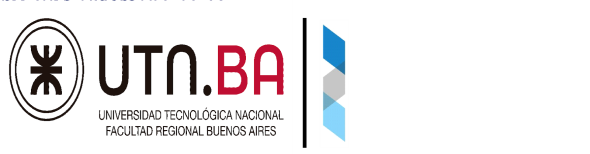 UTN.BA
UNIVERSIDAD TECNOLÓGICA NACIONAL
FACULTAD REGIONAL BUENOS AIRES